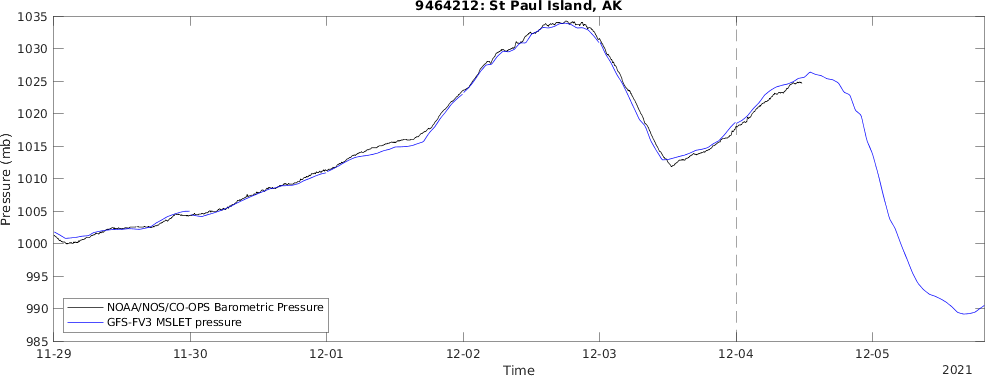 9464212: St Paul Island, AK
1035
1030
1025
1020
1015
1010
1005
1000
995
990
985
Pressure (mb)
NOAA/NOS/CO-OPS Barometric Pressure
GFS-FV3 MSLET pressure
11-29 11-30 12-01 12-02 12-03 12-04 12-05
Time
2021